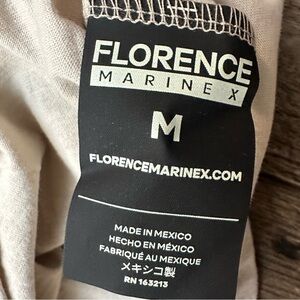 FLORENCE
MARINE X
M
FLORENCEMARINEX.COM
MADE IN MEXICO
HECHO EN MÉXICO
FABRIQUÉ AU MEXIQUE
メキシコ製
RN 163213